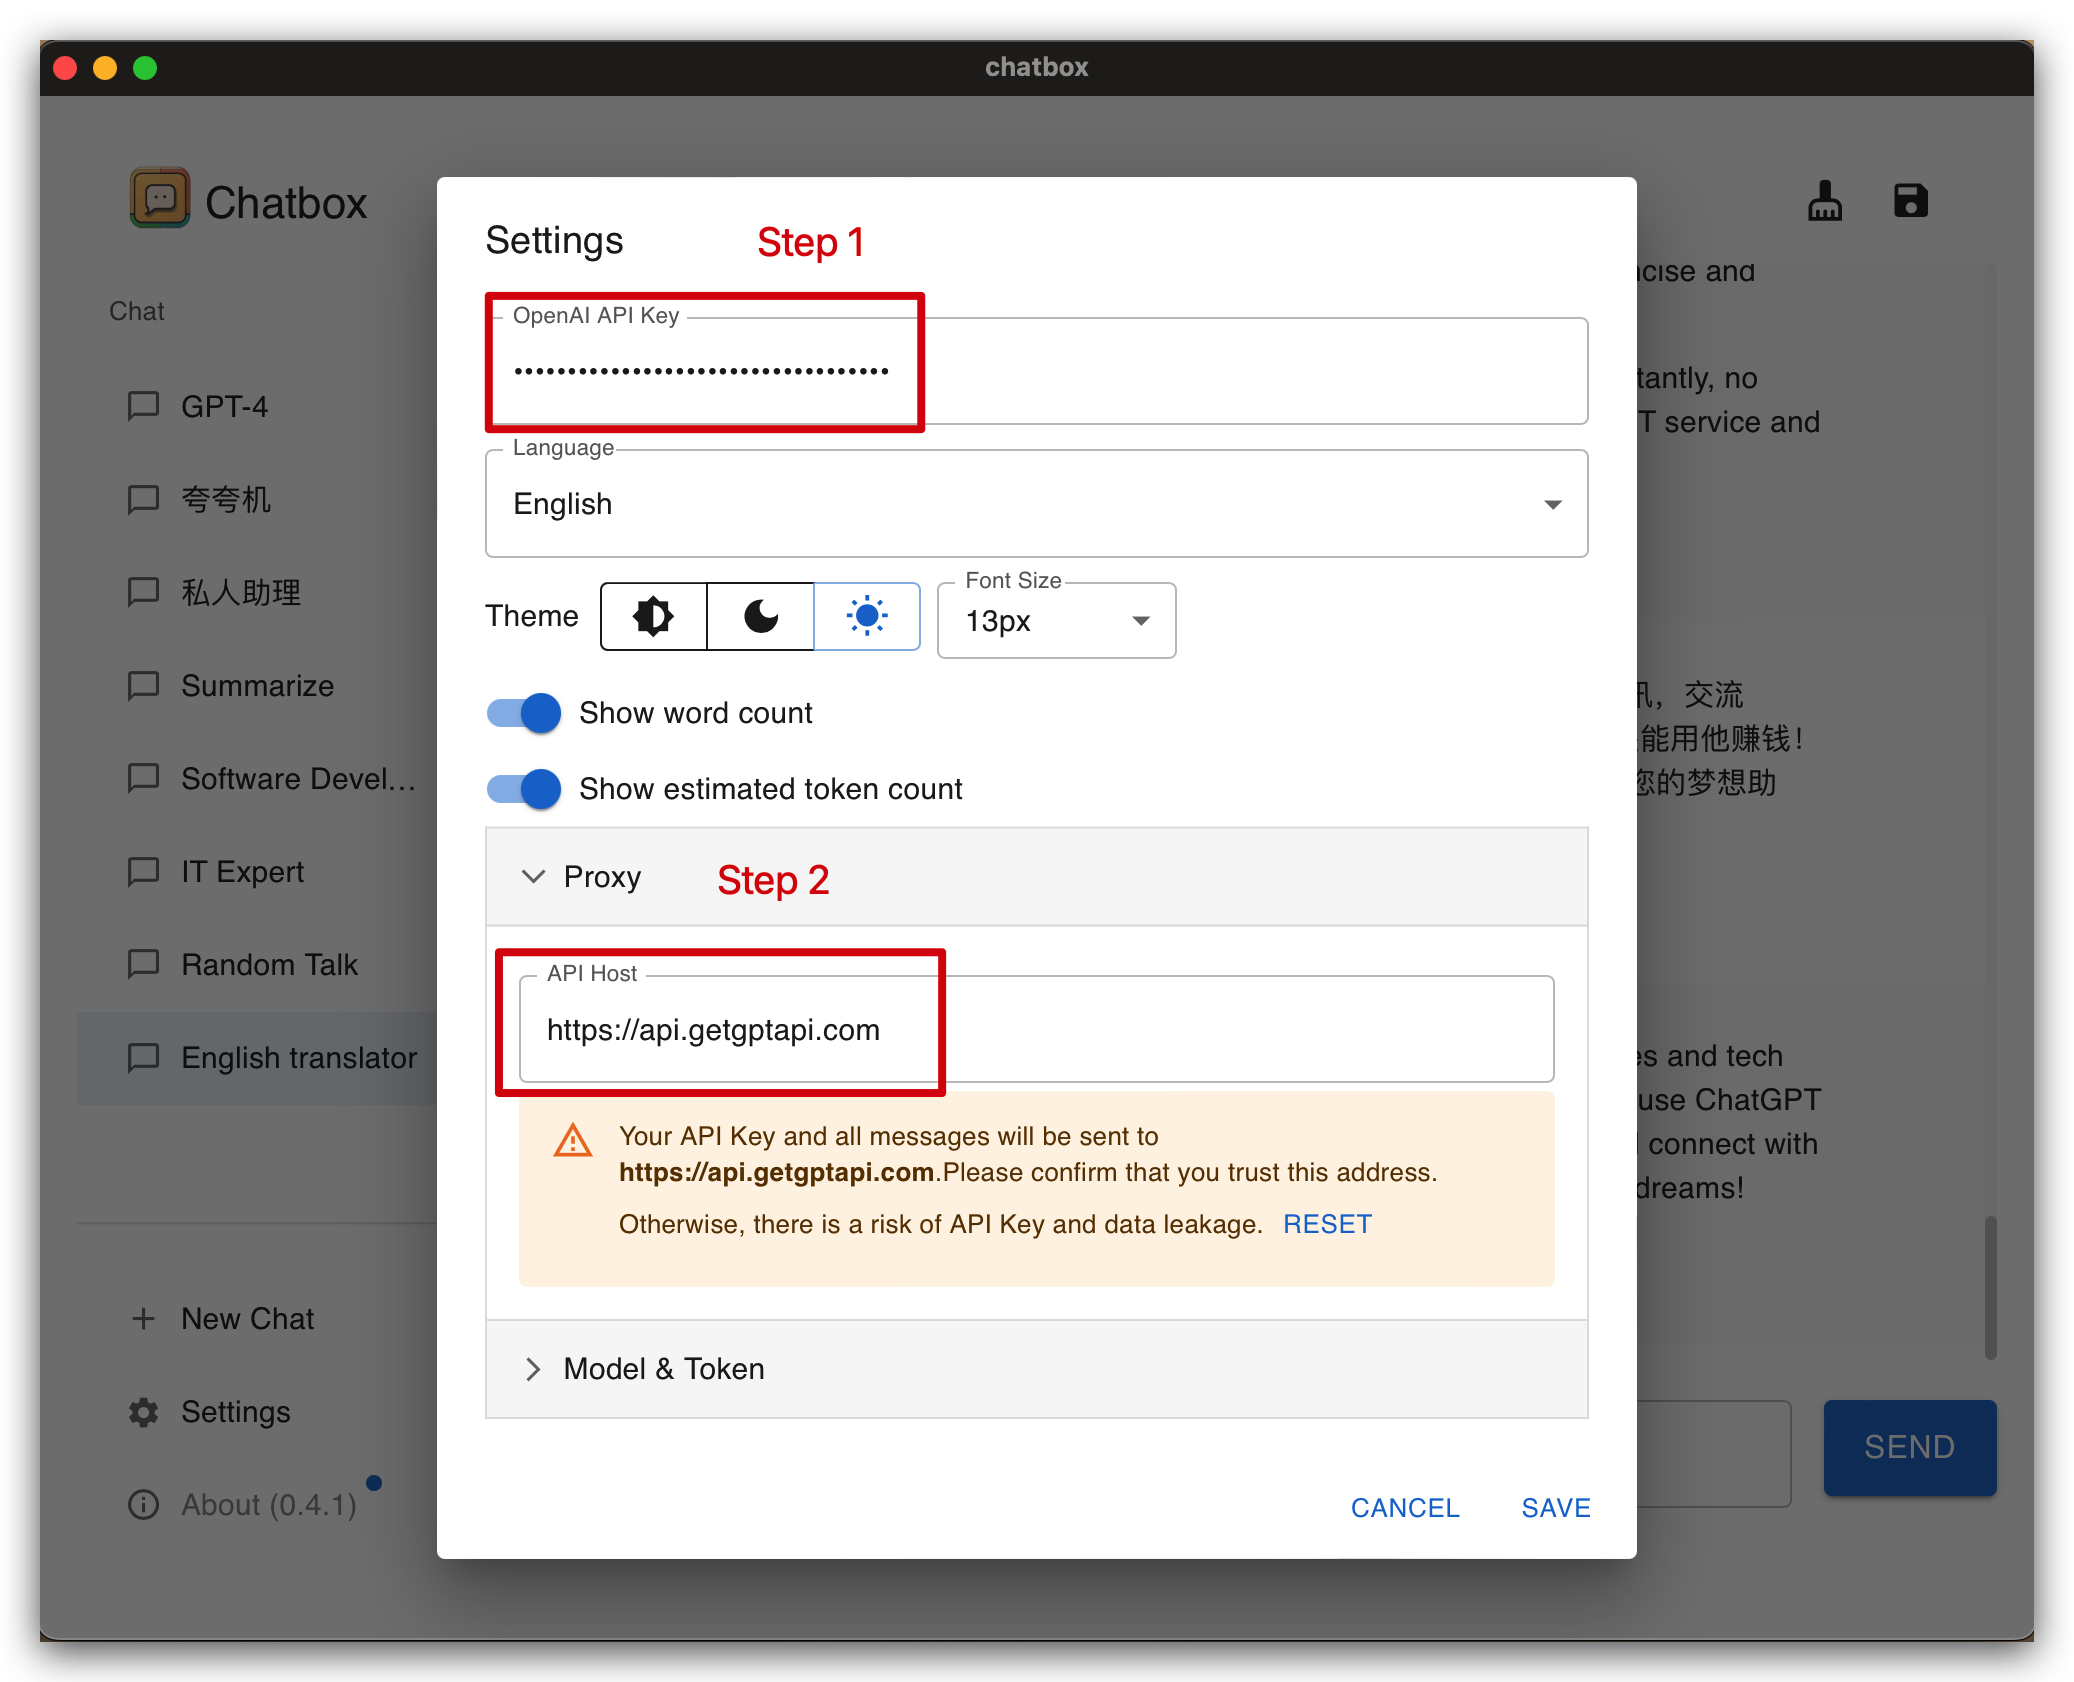 chatbox
Chatbox
Chat
GPT-4
夸夸机
私人助理
Summarize
Software Devel...
IT Expert
Random Talk
English translator
New Chat
Settings
About (0.4.1)
Settings
Step 1
OpenAI API Key
••••••••••••••••••••••••••••••••••••
Language
English
Theme
Font Size
13px
Show word count
Show estimated token count
Proxy
Step 2
API Host
https://api.getgptapi.com
Your API Key and all messages will be sent to
https://api.getgptapi.com.Please confirm that you trust this address.
Otherwise, there is a risk of API Key and data leakage. RESET
Model & Token
CANCEL
SAVE
and
no
T service and
交流
能用他赚钱！
您的梦想助
and tech
use ChatGPT
connect with
dreams!
SEND